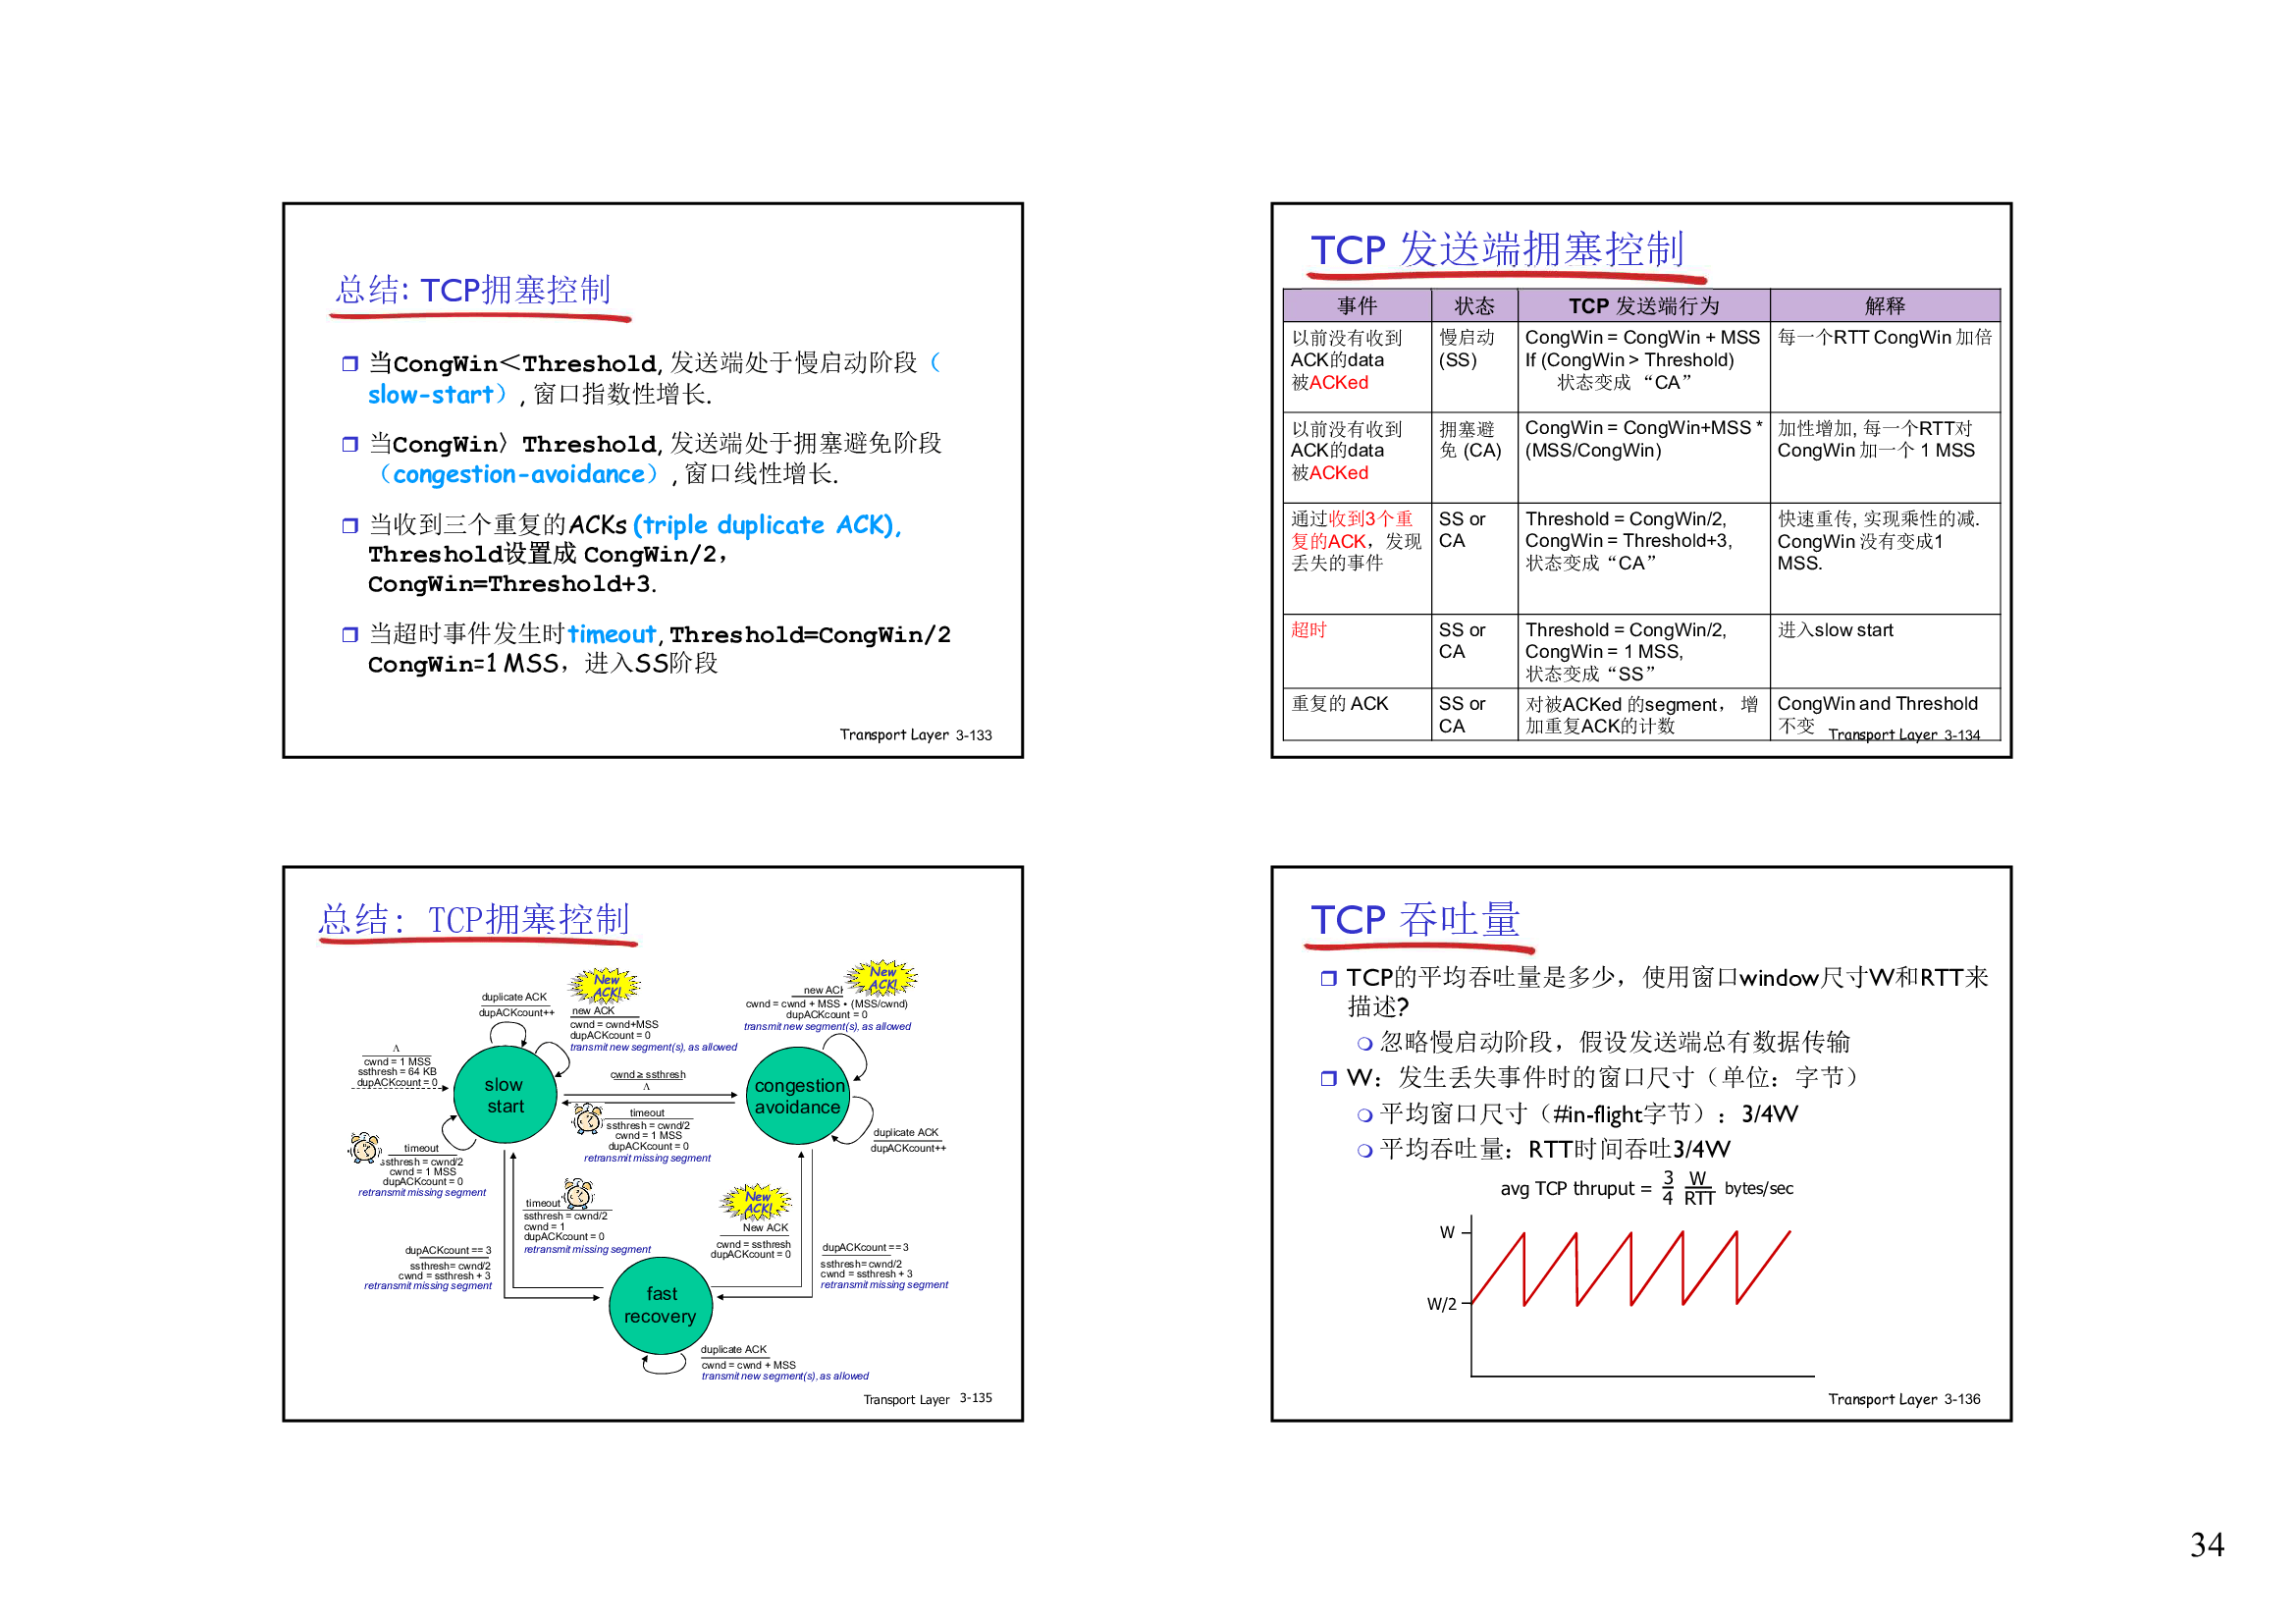 总结: TCP拥塞控制
当CongWin＜Threshold, 发送端处于慢启动阶段（
slow-start）, 窗口指数性增长.
当CongWin〉Threshold, 发送端处于拥塞避免阶段
（congestion-avoidance）, 窗口线性增长.
当收到三个重复的ACKs (triple duplicate ACK),
Threshold设置成 CongWin/2，
CongWin=Threshold+3.
当超时事件发生时timeout, Threshold=CongWin/2
CongWin=1 MSS，进入SS阶段
Transport Layer 3-133
TCP 发送端拥塞控制
事件 状态 TCP 发送端行为 解释
以前没有收到
ACK的data
被ACKed
慢启动
(SS)
CongWin = CongWin + MSS
If (CongWin > Threshold)
状态变成 “CA”
每一个RTT CongWin 加倍
以前没有收到
ACK的data
被ACKed
拥塞避
免 (CA)
CongWin = CongWin+MSS *
(MSS/CongWin)
加性增加, 每一个RTT对
CongWin 加一个 1 MSS
通过收到3个重
复的ACK，发现
丢失的事件
SS or
CA
Threshold = CongWin/2,
CongWin = Threshold+3,
状态变成“CA”
快速重传, 实现乘性的减.
CongWin 没有变成1
MSS.
超时
SS or
CA
Threshold = CongWin/2,
CongWin = 1 MSS,
状态变成“SS”
进入slow start
重复的 ACK
SS or
CA
对被ACKed 的segment， 增
加重复ACK的计数
CongWin and Threshold
不变
Transport Layer 3-134
总结: TCP拥塞控制
duplicate ACK
dupACKcount++
New
ACK!
new ACK
cwnd = cwnd+MSS
dupACKcount = 0
transmit new segment(s), as allowed
New
ACK!
new ACK
cwnd = cwnd + MSS • (MSS/cwnd)
dupACKcount = 0
transmit new segment(s), as allowed
Λ
cwnd = 1 MSS
ssthresh = 64 KB
dupACKcount = 0
slow
start
cwnd ≥ ssthresh
Λ
congestion
avoidance
timeout
ssthresh = cwnd/2
cwnd = 1 MSS
dupACKcount = 0
retransmit missing segment
duplicate ACK
dupACKcount++
timeout
ssthresh = cwnd/2
cwnd = 1 MSS
dupACKcount = 0
retransmit missing segment
timeout
ssthresh = cwnd/2
cwnd = 1
dupACKcount = 0
retransmit missing segment
New
ACK!
New ACK
cwnd = ssthresh
dupACKcount = 0
dupACKcount == 3
ssthresh= cwnd/2
cwnd = ssthresh + 3
retransmit missing segment
dupACKcount == 3
ssthresh= cwnd/2
cwnd = ssthresh + 3
retransmit missing segment
fast
recovery
duplicate ACK
cwnd = cwnd + MSS
transmit new segment(s), as allowed
Transport Layer 3-135
TCP 吞吐量
TCP的平均吞吐量是多少，使用窗口window尺寸W和RTT来
描述?
忽略慢启动阶段，假设发送端总有数据传输
W：发生丢失事件时的窗口尺寸（单位：字节）
平均窗口尺寸（#in-flight字节）：3/4W
平均吞吐量：RTT时间吞吐3/4W
avg TCP thruput = 3/4 W/RTT bytes/sec
W
W/2
Transport Layer 3-136
34